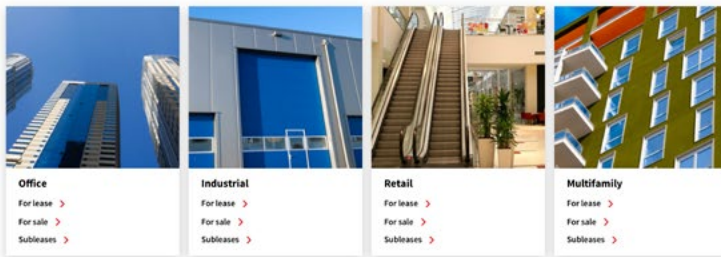 Office
For lease
For sale
Subleases
Industrial
For lease
For sale
Subleases
Retail
For lease
For sale
Subleases
Multifamily
For lease
For sale
Subleases